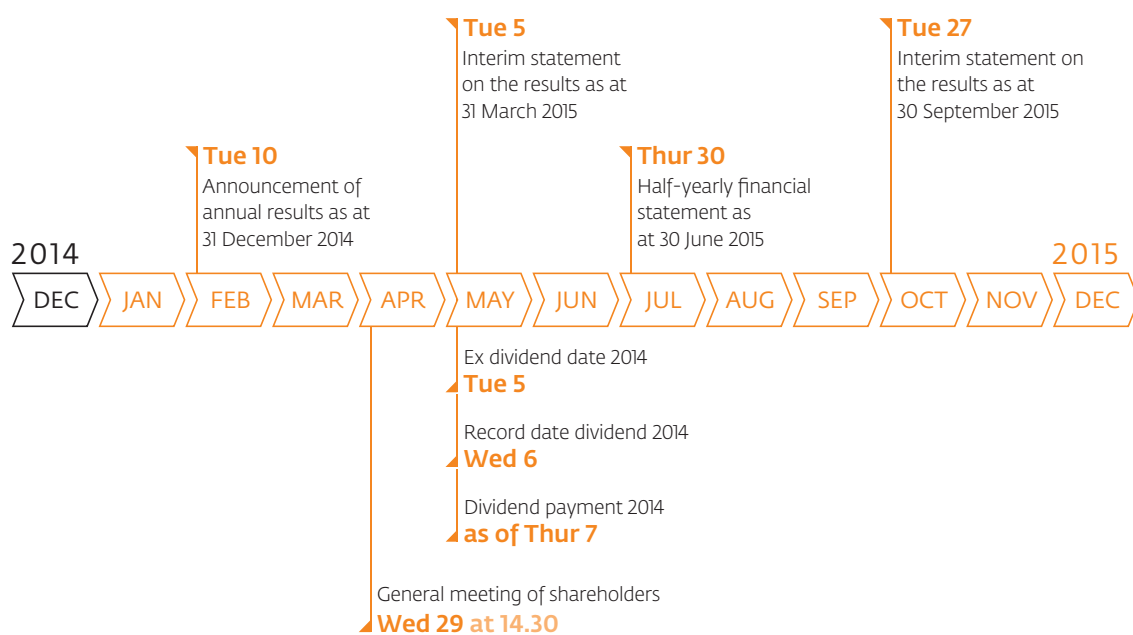 Tue 5
Interim statement
on the results as at
31 March 2015
Tue 27
Interim statement on
the results as at
30 September 2015
Tue 10
Announcement of
annual results as at
31 December 2014
Thur 30
Half-yearly financial
statement as
at 30 June 2015
2014
2015
DEC JAN FEB MAR APR MAY JUN JUL AUG SEP OCT NOV DEC
Ex dividend date 2014
Tue 5
Record date dividend 2014
Wed 6
Dividend payment 2014
as of Thur 7
General meeting of shareholders
Wed 29 at 14.30